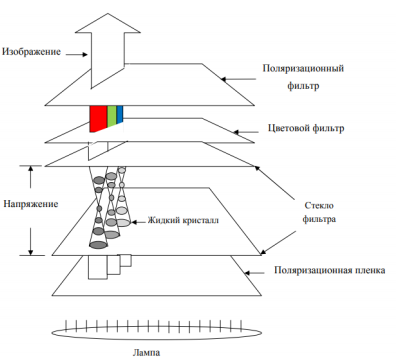 Изображение
Поляризационный
фильтр
Цветовой фильтр
Напряжение
Стекло
фильтра
Жидкий кристалл
Поляризационная пленка
Лампа